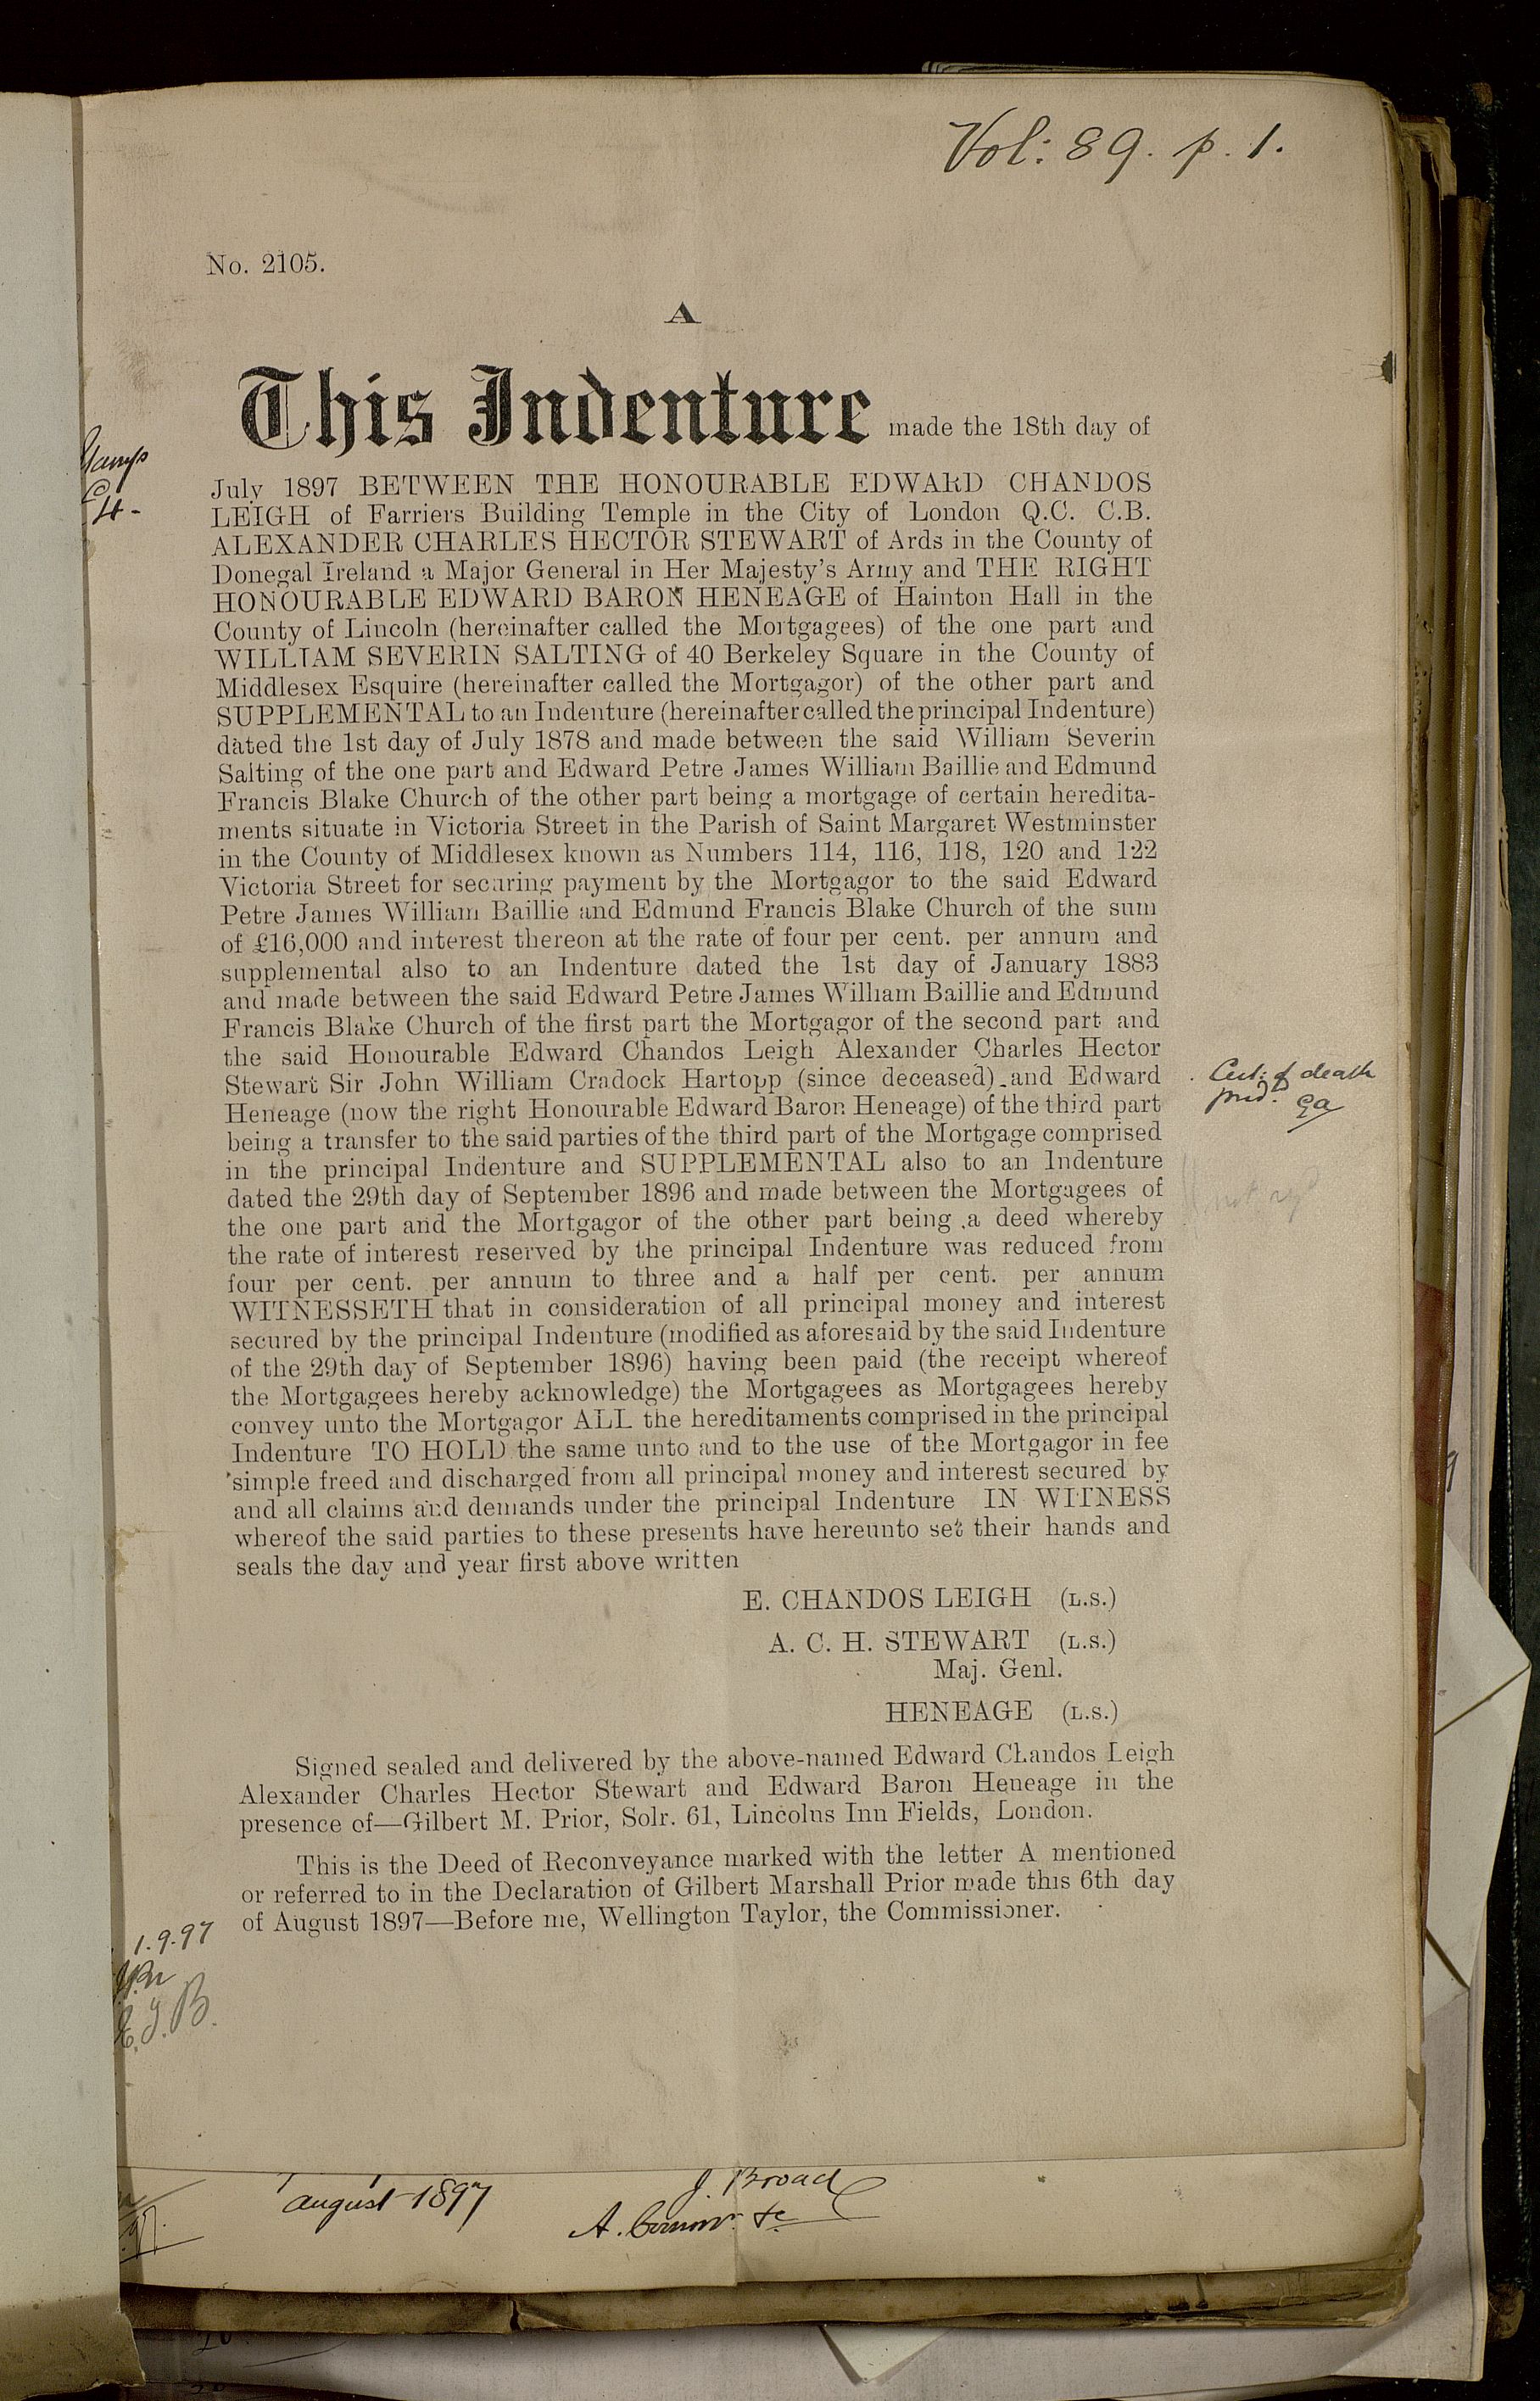 Vol: 89. p. 1.
No. 2105.
A
This Indenture made the 18th day of
July 1897 BETWEEN THE HONOURABLE EDWARD CHANDOS
LEIGH of Farriers Building Temple in the City of London Q.C. C.B.
ALEXANDER CHARLES HECTOR STEWART of Ards in the County of
Donegal Ireland a Major General in Her Majesty's Army and THE RIGHT
HONOURABLE EDWARD BARON HENEAGE of Hainton Hall in the
County of Lincoln (hereinafter called the Mortgagees) of the one part and
WILLIAM SEVERIN SALTING of 40 Berkeley Square in the County of
Middlesex Esquire (hereinafter called the Mortgagor) of the other part and
SUPPLEMENTAL to an Indenture (hereinafter called the principal Indenture)
dated the 1st day of July 1878 and made between the said William Severin
Salting of the one part and Edward Petre James William Baillie and Edmund
Francis Blake Church of the other part being a mortgage of certain heredita-
ments situate in Victoria Street in the Parish of Saint Margaret Westminster
in the County of Middlesex known as Numbers 114, 116, 118, 120 and 122
Victoria Street for securing payment by the Mortgagor to the said Edward
Petre James William Baillie and Edmund Francis Blake Church of the sum
of £16,000 and interest thereon at the rate of four per cent. per annum and
supplemental also to an Indenture dated the 1st day of January 1883
and made between the said Edward Petre James William Baillie and Edmund
Francis Blake Church of the first part the Mortgagor of the second part and
the said Honourable Edward Chandos Leigh Alexander Charles Hector
Stewart Sir John William Cradock Hartopp (since deceased) and Edward
Heneage (now the right Honourable Edward Baron Heneage) of the third part
being a transfer to the said parties of the third part of the Mortgage comprised
in the principal Indenture and SUPPLEMENTAL also to an Indenture
dated the 29th day of September 1896 and made between the Mortgagees of
the one part and the Mortgagor of the other part being a deed whereby
the rate of interest reserved by the principal Indenture was reduced from
four per cent. per annum to three and a half per cent. per annum
WITNESSETH that in consideration of all principal money and interest
secured by the principal Indenture (modified as aforesaid by the said Indenture
of the 29th day of September 1896) having been paid (the receipt whereof
the Mortgagees hereby acknowledge) the Mortgagees as Mortgagees hereby
convey unto the Mortgagor ALL the hereditaments comprised in the principal
Indenture TO HOLD the same unto and to the use of the Mortgagor in fee
simple freed and discharged from all principal money and interest secured by
and all claims and demands under the principal Indenture IN WITNESS
whereof the said parties to these presents have hereunto set their hands and
seals the day and year first above written
E. CHANDOS LEIGH (L.S.)
A. C. H. STEWART (L.S.)
Maj. Genl.
HENEAGE (L.S.)
Signed sealed and delivered by the above-named Edward Chandos Leigh
Alexander Charles Hector Stewart and Edward Baron Heneage in the
presence of—Gilbert M. Prior, Solr. 61, Lincolns Inn Fields, London.
This is the Deed of Reconveyance marked with the letter A mentioned
or referred to in the Declaration of Gilbert Marshall Prior made this 6th day
of August 1897—Before me, Wellington Taylor, the Commissioner.
Cert: of death
prod.
1.9.97
E.J.B.
august 1897
J. Broad